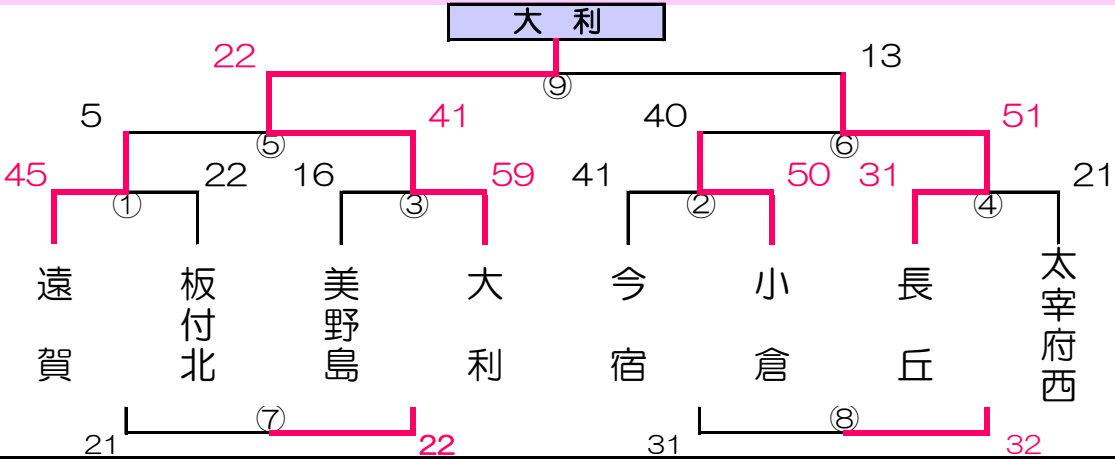 大 利
22 13
⑨
5 41 40 51
⑤ ⑥
45 22 16 59 41 50 31 21
① ③ ② ④
遠賀 板付北 美野島 大利 今宿 小倉 長丘 太宰府西
⑦ ⑧
21 22 31 32